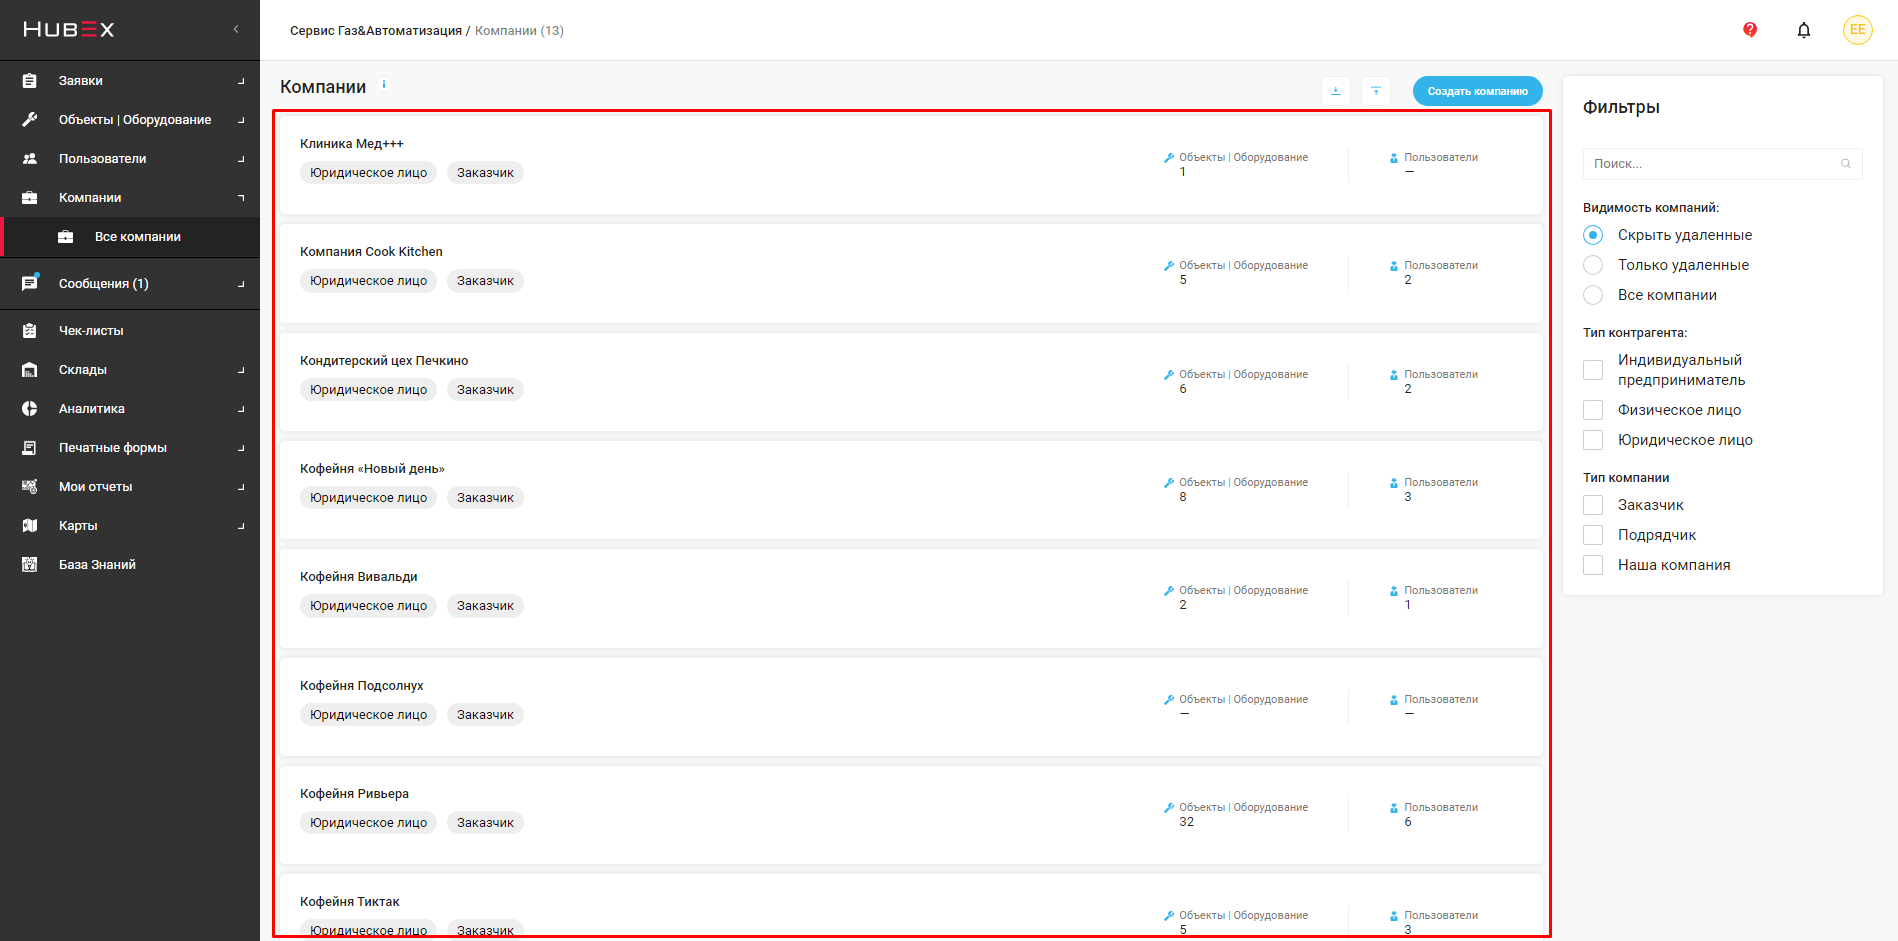 HUBEX
Заявки
Объекты | Оборудование
Пользователи
Компании
Все компании
Сообщения (1)
Чек-листы
Склады
Аналитика
Печатные формы
Мои отчеты
Карты
База Знаний
Сервис Газ&Автоматизация / Компании (13)
EE
Компании
Создать компанию
Клиника Мед+++
Юридическое лицо Заказчик
Объекты | Оборудование
1
Пользователи
—
Компания Cook Kitchen
Юридическое лицо Заказчик
Объекты | Оборудование
5
Пользователи
2
Кондитерский цех Печкино
Юридическое лицо Заказчик
Объекты | Оборудование
6
Пользователи
2
Кофейня «Новый день»
Юридическое лицо Заказчик
Объекты | Оборудование
8
Пользователи
3
Кофейня Вивальди
Юридическое лицо Заказчик
Объекты | Оборудование
2
Пользователи
1
Кофейня Подсолнух
Юридическое лицо Заказчик
Объекты | Оборудование
—
Пользователи
—
Кофейня Ривьера
Юридическое лицо Заказчик
Объекты | Оборудование
32
Пользователи
6
Кофейня Тиктак
Юридическое лицо Заказчик
Объекты | Оборудование
5
Пользователи
3
Фильтры
Поиск...
Видимость компаний:
Скрыть удаленные
Только удаленные
Все компании
Тип контрагента:
Индивидуальный
предприниматель
Физическое лицо
Юридическое лицо
Тип компании
Заказчик
Подрядчик
Наша компания